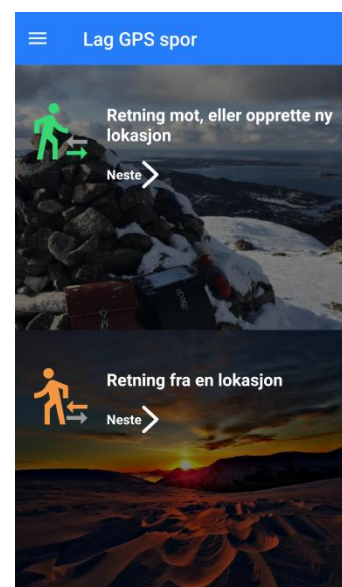 Lag GPS spor
Retning mot, eller opprette ny
lokasjon
Neste
Retning fra en lokasjon
Neste